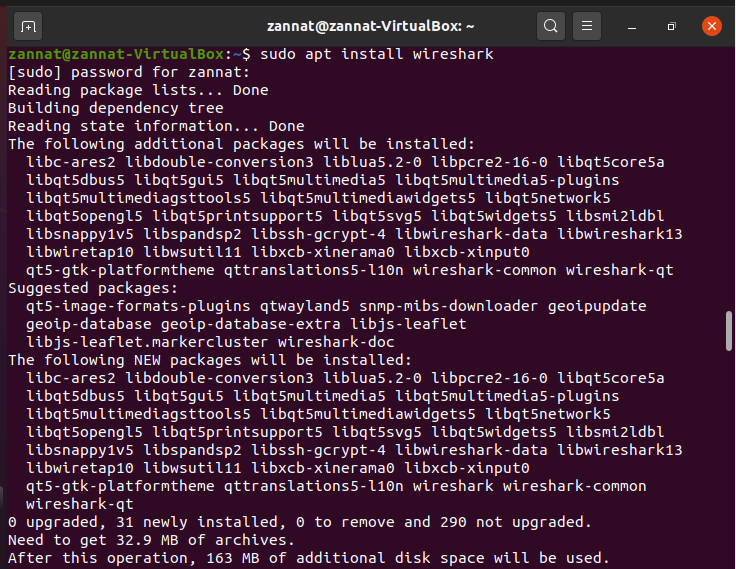 zannat@zannat-VirtualBox: ~
zannat@zannat-VirtualBox:~$ sudo apt install wireshark
[sudo] password for zannat:
Reading package lists... Done
Building dependency tree
Reading state information... Done
The following additional packages will be installed:
  libc-ares2 libdouble-conversion3 liblua5.2-0 libpcre2-16-0 libqt5core5a
  libqt5dbus5 libqt5gui5 libqt5multimedia5 libqt5multimedia5-plugins
  libqt5multimediagsttools5 libqt5multimediawidgets5 libqt5network5
  libqt5opengl5 libqt5printsupport5 libqt5svg5 libqt5widgets5 libsmi2ldbl
  libsnappy1v5 libspandsp2 libssh-gcrypt-4 libwireshark-data libwireshark13
  libwiretap10 libwsutil11 libxcb-xinerama0 libxcb-xinput0
  qt5-gtk-platformtheme qttranslations5-l10n wireshark-common wireshark-qt
Suggested packages:
  qt5-image-formats-plugins qtwayland5 snmp-mibs-downloader geoipupdate
  geoip-database geoip-database-extra libjs-leaflet
  libjs-leaflet.markercluster wireshark-doc
The following NEW packages will be installed:
  libc-ares2 libdouble-conversion3 liblua5.2-0 libpcre2-16-0 libqt5core5a
  libqt5dbus5 libqt5gui5 libqt5multimedia5 libqt5multimedia5-plugins
  libqt5multimediagsttools5 libqt5multimediawidgets5 libqt5network5
  libqt5opengl5 libqt5printsupport5 libqt5svg5 libqt5widgets5 libsmi2ldbl
  libsnappy1v5 libspandsp2 libssh-gcrypt-4 libwireshark-data libwireshark13
  libwiretap10 libwsutil11 libxcb-xinerama0 libxcb-xinput0
  qt5-gtk-platformtheme qttranslations5-l10n wireshark wireshark-common
  wireshark-qt
0 upgraded, 31 newly installed, 0 to remove and 290 not upgraded.
Need to get 32.9 MB of archives.
After this operation, 163 MB of additional disk space will be used.